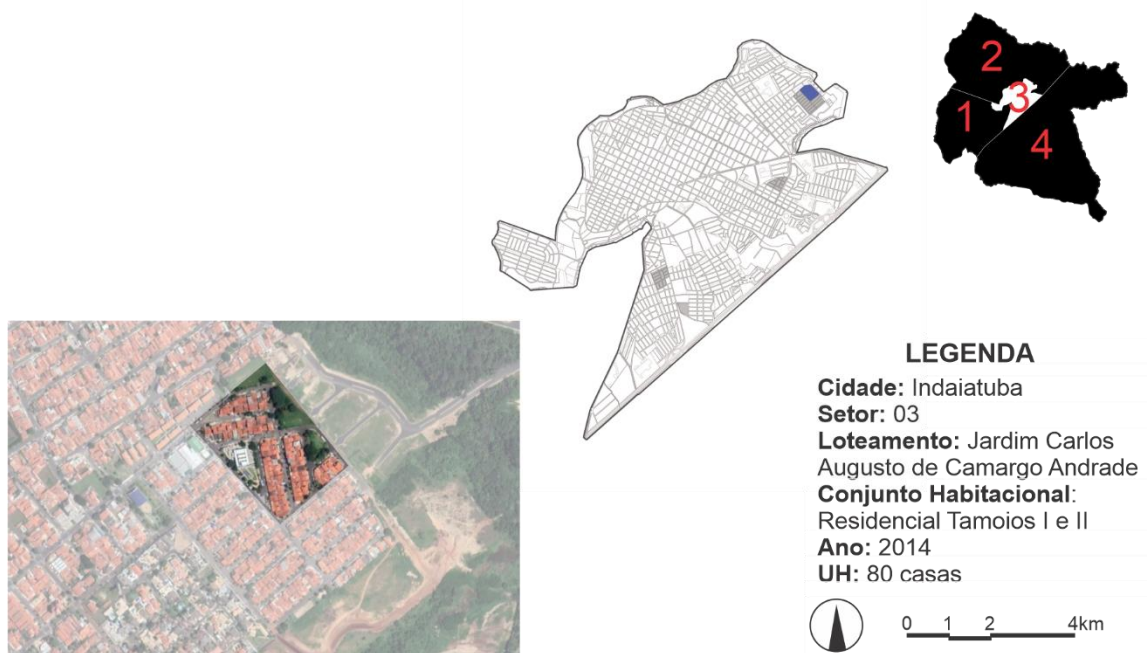 2
3
1
4
LEGENDA
Cidade: Indaiatuba
Setor: 03
Loteamento: Jardim Carlos
Augusto de Camargo Andrade
Conjunto Habitacional:
Residencial Tamoios I e II
Ano: 2014
UH: 80 casas
0 1 2 4km